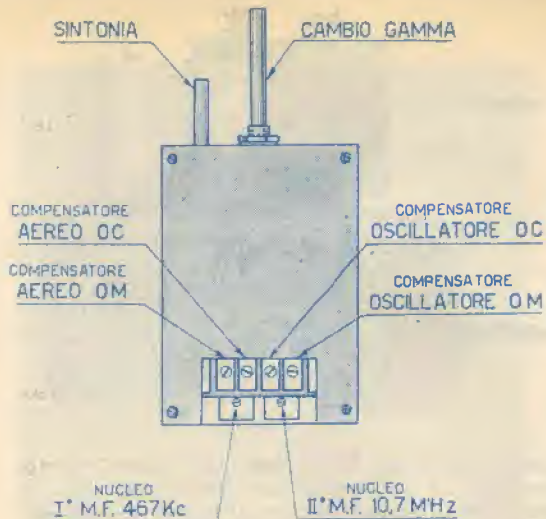 SINTONIA
CAMBIO GAMMA
COMPENSATORE
AEREO OC
COMPENSATORE
OSCILLATORE OC
COMPENSATORE
AEREO OM
COMPENSATORE
OSCILLATORE OM
NUCLEO
I° M.F. 467Kc
NUCLEO
II° M.F. 10,7 MHz